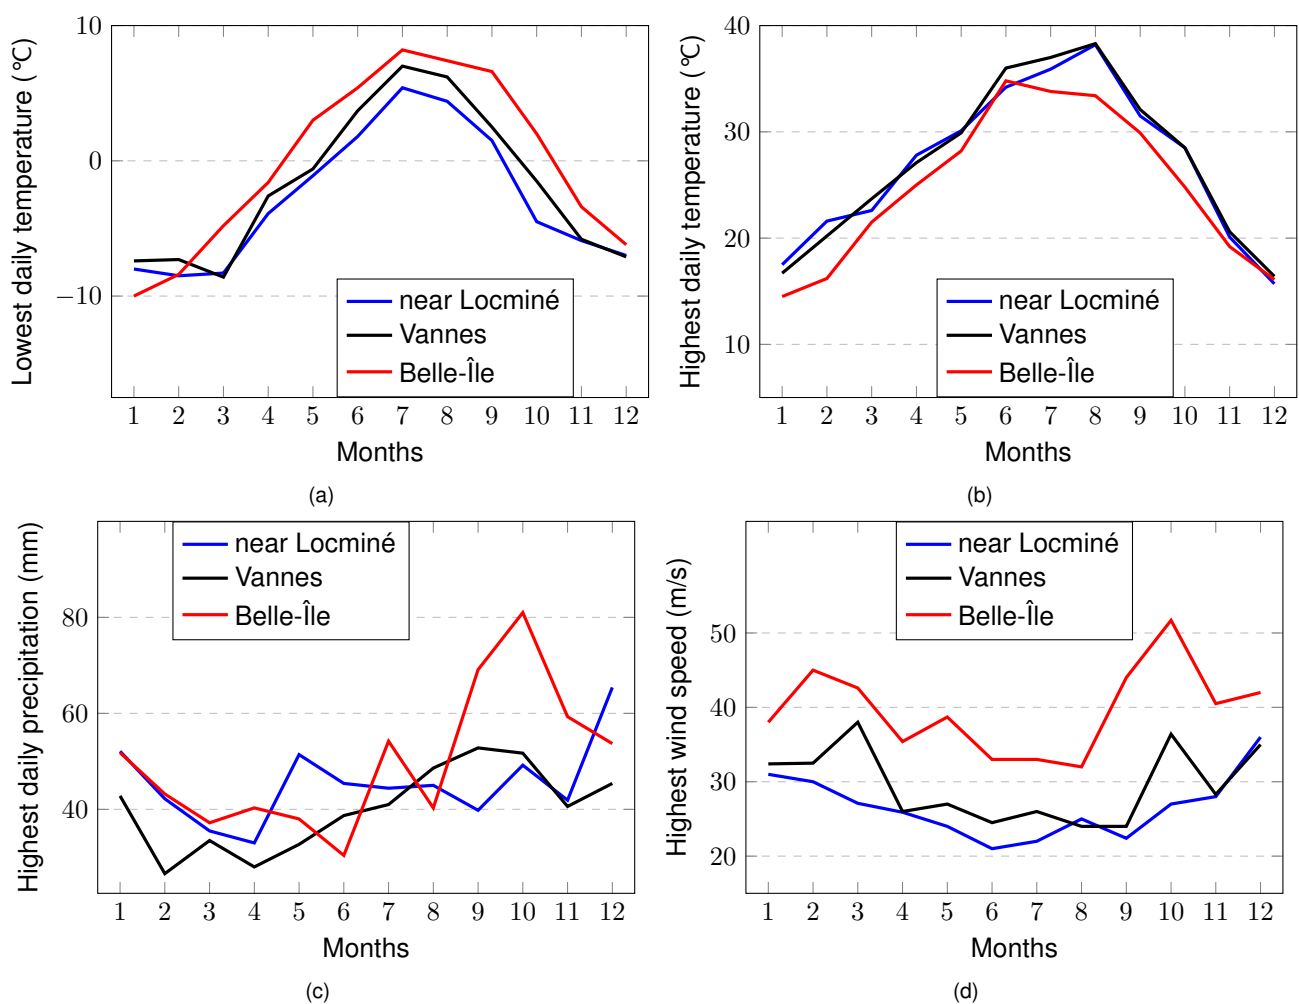 10
0
−10
Lowest daily temperature (°C)
near Locminé
Vannes
Belle-Île
1 2 3 4 5 6 7 8 9 10 11 12
Months
(a)
40
30
20
10
Highest daily temperature (°C)
near Locminé
Vannes
Belle-Île
1 2 3 4 5 6 7 8 9 10 11 12
Months
(b)
80
60
40
Highest daily precipitation (mm)
near Locminé
Vannes
Belle-Île
1 2 3 4 5 6 7 8 9 10 11 12
Months
(c)
50
40
30
20
Highest wind speed (m/s)
near Locminé
Vannes
Belle-Île
1 2 3 4 5 6 7 8 9 10 11 12
Months
(d)